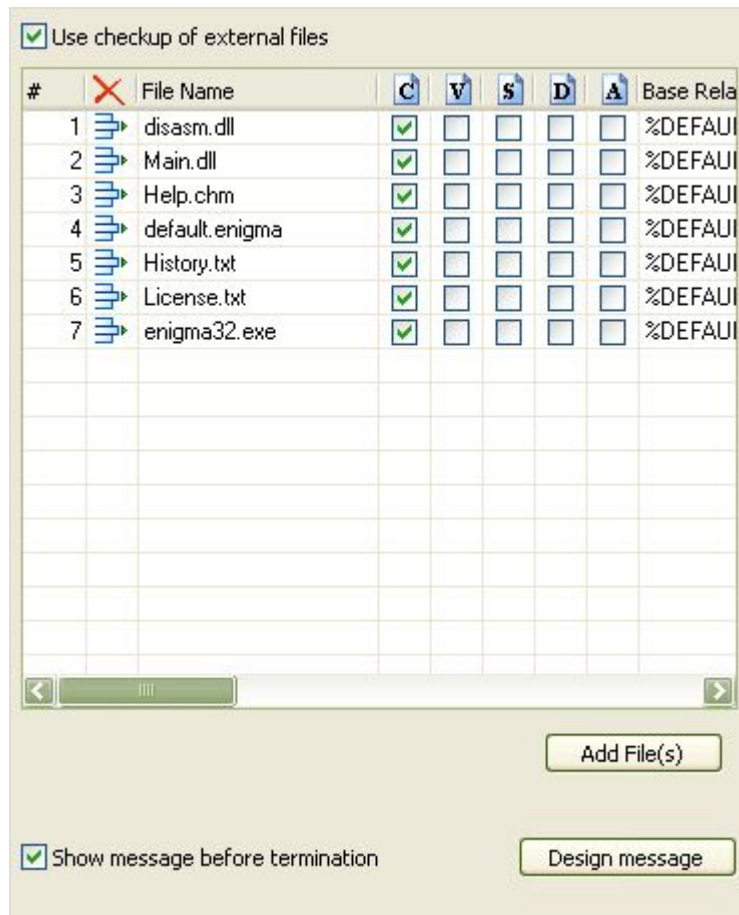 Use checkup of external files
# File Name C V S D A Base Rela
1 disasm.dll %DEFAUI
2 Main.dll %DEFAUI
3 Help.chm %DEFAUI
4 default.enigma %DEFAUI
5 History.txt %DEFAUI
6 License.txt %DEFAUI
7 enigma32.exe %DEFAUI
Add File(s)
Show message before termination
Design message